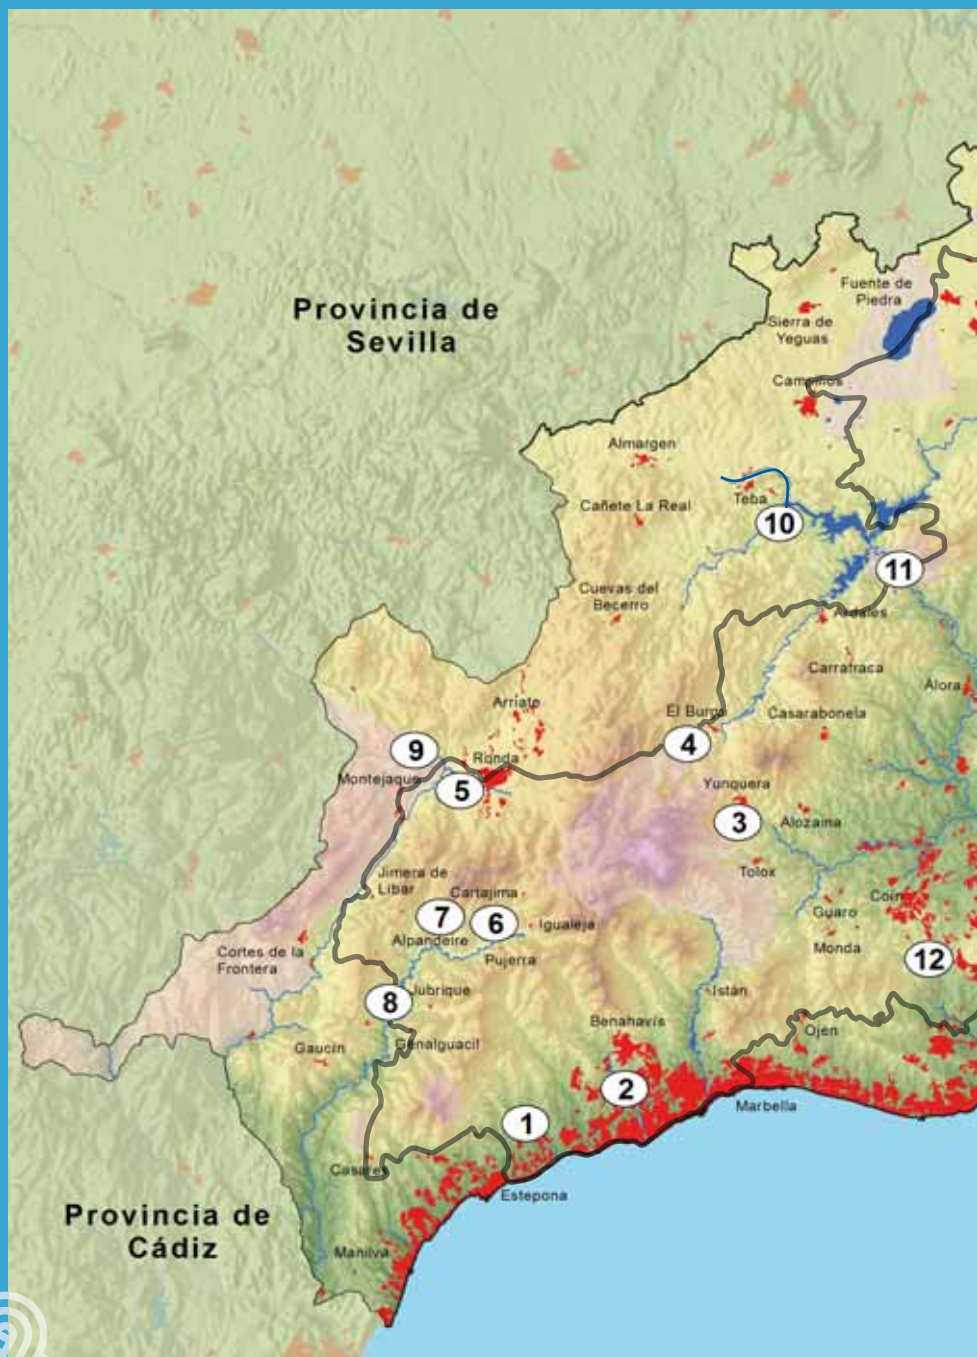 Provincia de
Sevilla
Fuente de
Piedra
Sierra de
Yeguas
Campillos
Almargen
Teba
Cañete La Real
10
11
Cuevas del
Becerro
Ardales
Carratraca
Álora
Arriate
El Burgo
Casarabonela
9
4
Ronda
Montejaque
5
Yunquera
3
Alozaina
Jimera de
Líbar
Tolox
Cartajima
Coín
7
6
Igualeja
Guaro
Alpandeire
Monda
Cortes de la
Frontera
Pujerra
12
8
Jubrique
Istán
Benahavís
Ojén
Gaucín
Genalguacil
2
Marbella
1
Casares
Estepona
Provincia de
Cádiz
Manilva